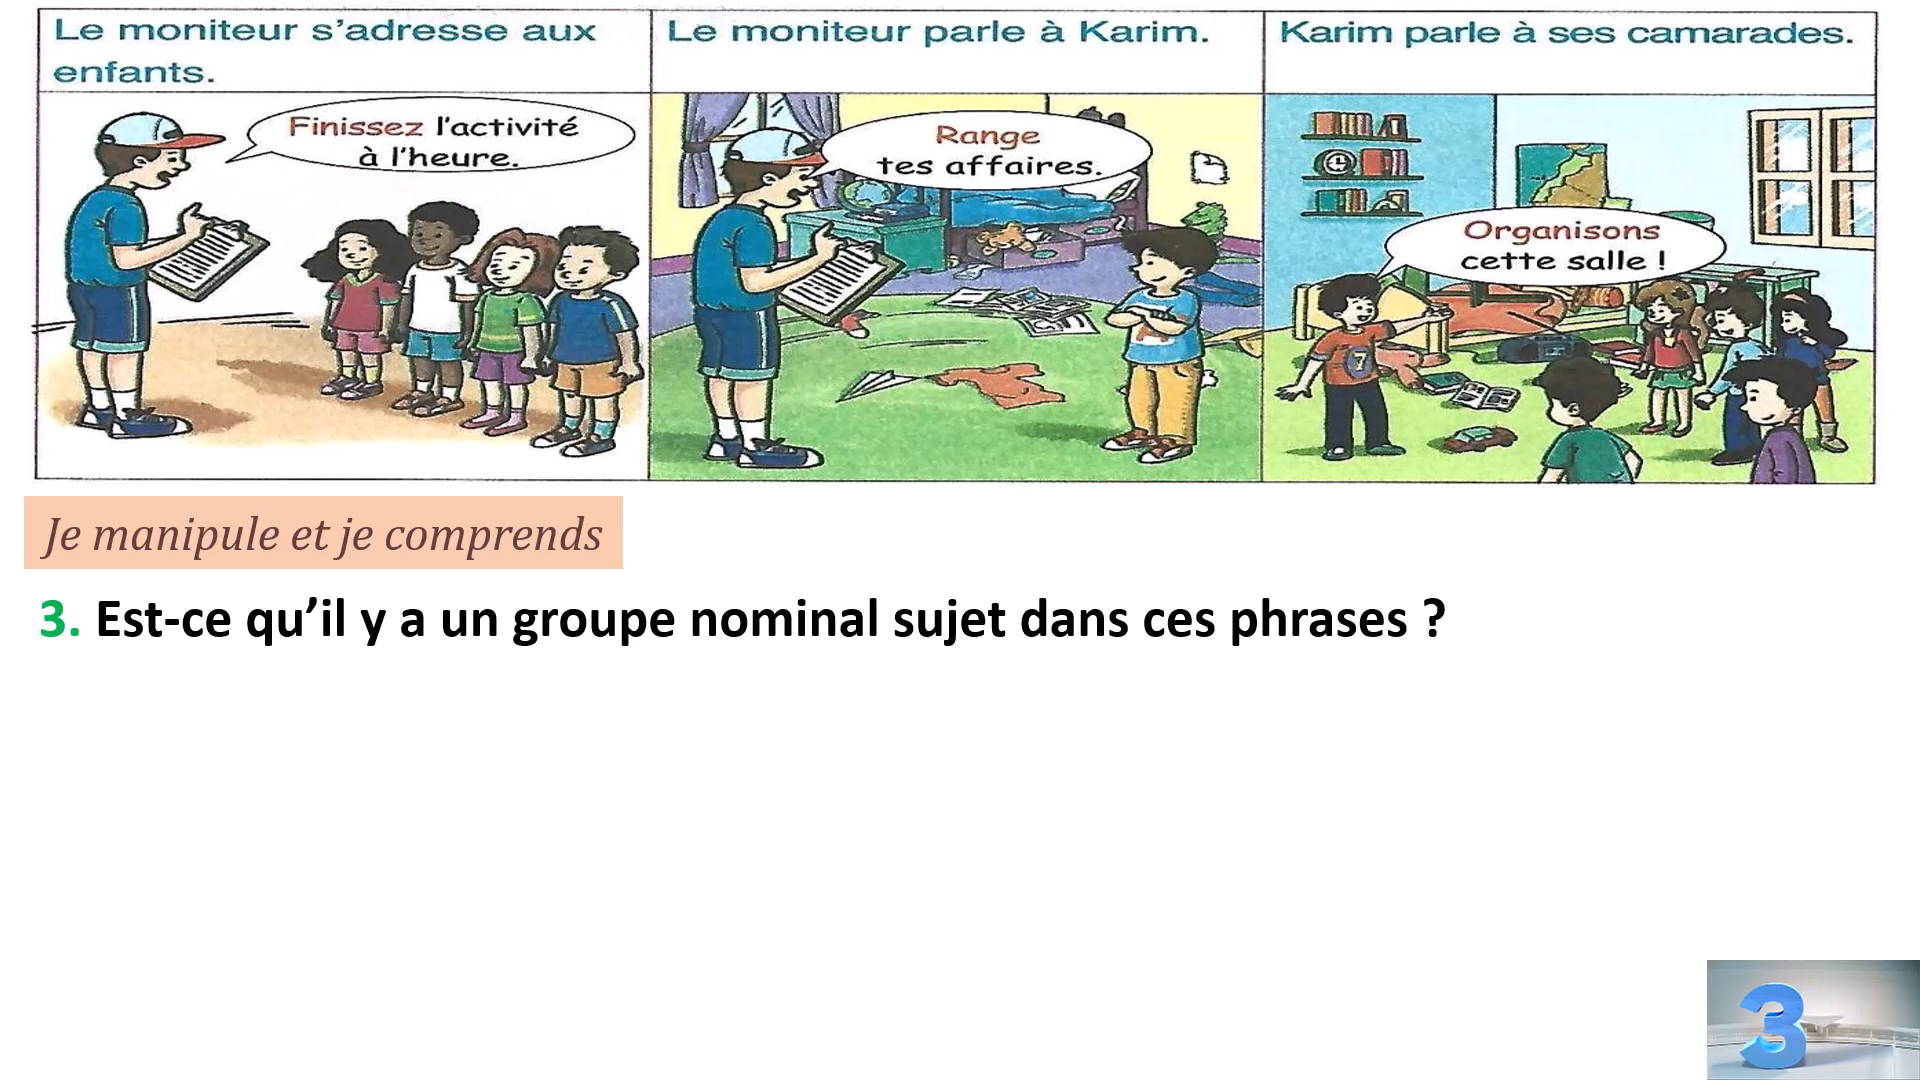 Le moniteur s’adresse aux
enfants.
Le moniteur parle à Karim.
Karim parle à ses camarades.
Finissez l’activité
à l’heure.
Range
tes affaires.
Organisons
cette salle !
7
Je manipule et je comprends
3. Est-ce qu’il y a un groupe nominal sujet dans ces phrases ?
3